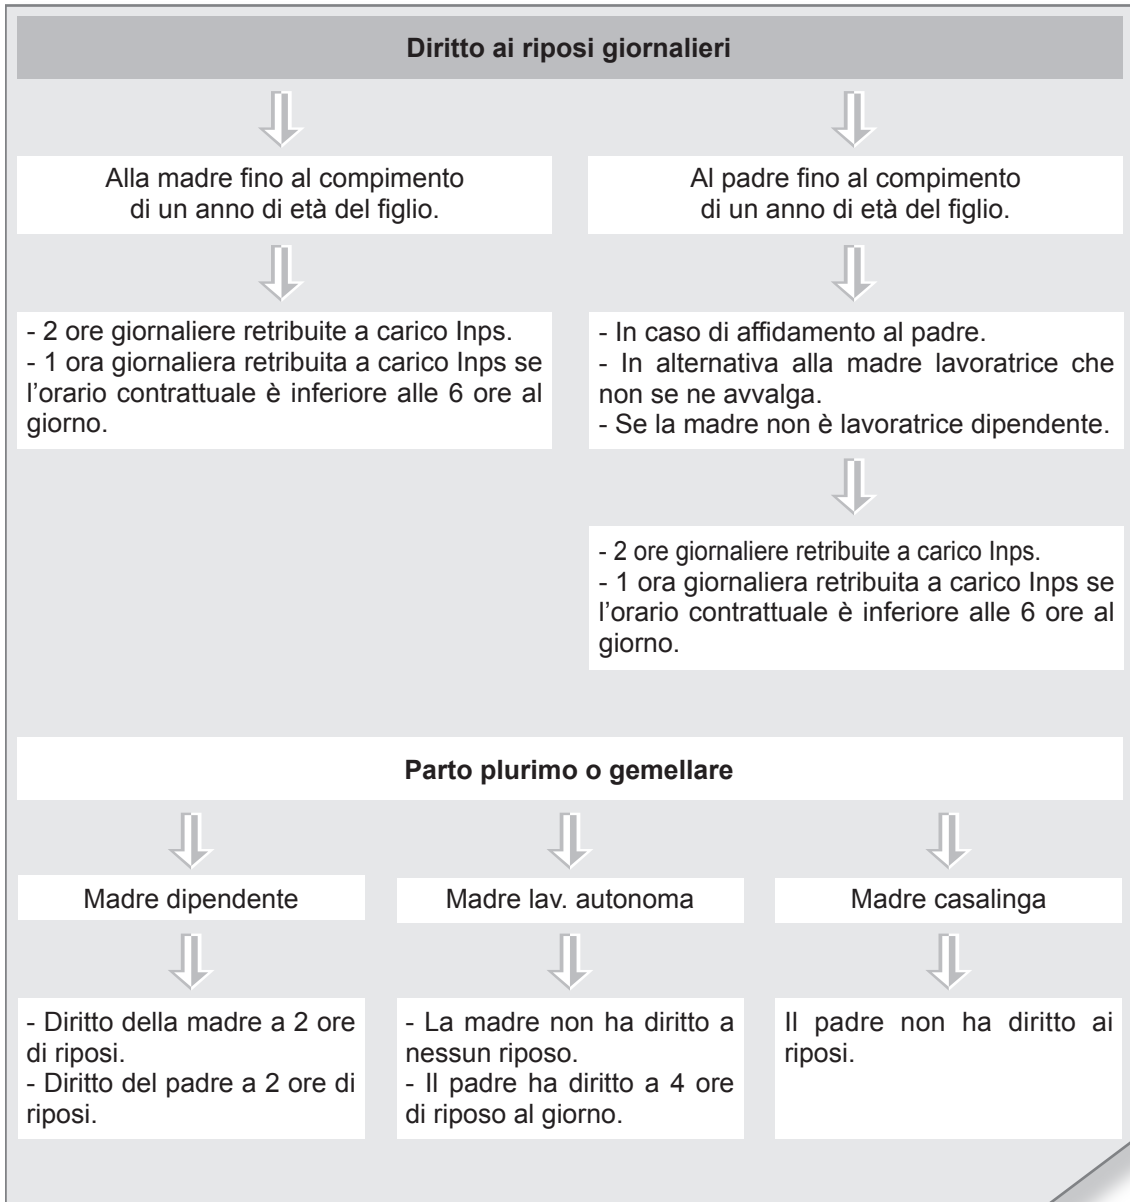 Diritto ai riposi giornalieri
Alla madre fino al compimento
di un anno di età del figlio.
- 2 ore giornaliere retribuite a carico Inps.
- 1 ora giornaliera retribuita a carico Inps se
l’orario contrattuale è inferiore alle 6 ore al
giorno.
Al padre fino al compimento
di un anno di età del figlio.
- In caso di affidamento al padre.
- In alternativa alla madre lavoratrice che
non se ne avvalga.
- Se la madre non è lavoratrice dipendente.
- 2 ore giornaliere retribuite a carico Inps.
- 1 ora giornaliera retribuita a carico Inps se
l’orario contrattuale è inferiore alle 6 ore al
giorno.
Parto plurimo o gemellare
Madre dipendente
- Diritto della madre a 2 ore
di riposi.
- Diritto del padre a 2 ore di
riposi.
Madre lav. autonoma
- La madre non ha diritto a
nessun riposo.
- Il padre ha diritto a 4 ore
di riposo al giorno.
Madre casalinga
Il padre non ha diritto ai
riposi.